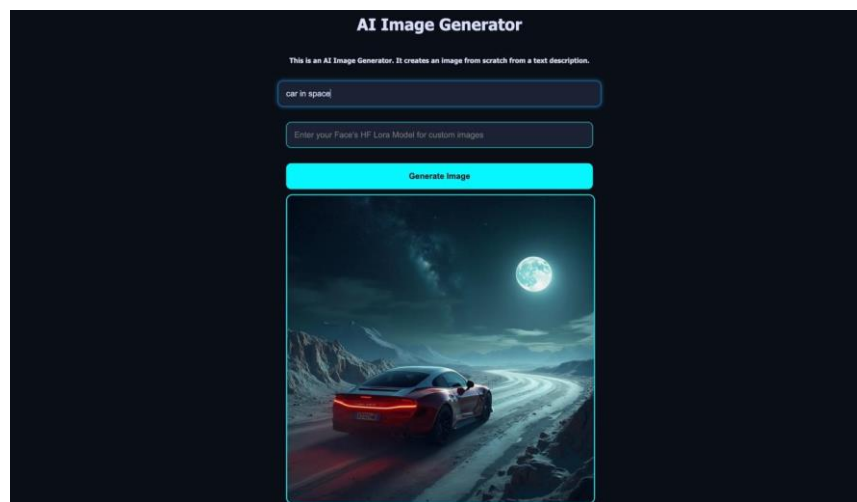 AI Image Generator
This is an AI Image Generator. It creates an image from scratch from a text description.
car in space
Enter your Face's HF Lora Model for custom images
Generate Image